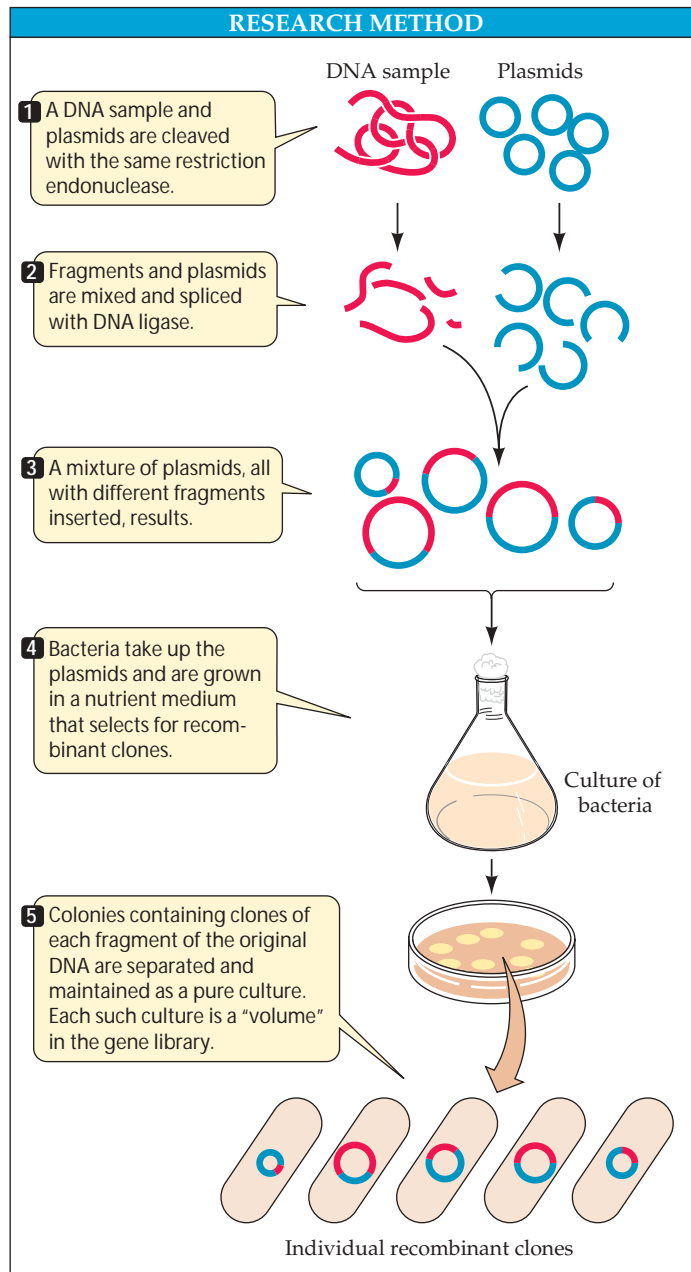 RESEARCH METHOD
DNA sample
Plasmids
1 A DNA sample and
plasmids are cleaved
with the same restriction
endonuclease.
2 Fragments and plasmids
are mixed and spliced
with DNA ligase.
3 A mixture of plasmids, all
with different fragments
inserted, results.
4 Bacteria take up the
plasmids and are grown
in a nutrient medium
that selects for recom-
binant clones.
Culture of
bacteria
5 Colonies containing clones of
each fragment of the original
DNA are separated and
maintained as a pure culture.
Each such culture is a “volume”
in the gene library.
Individual recombinant clones